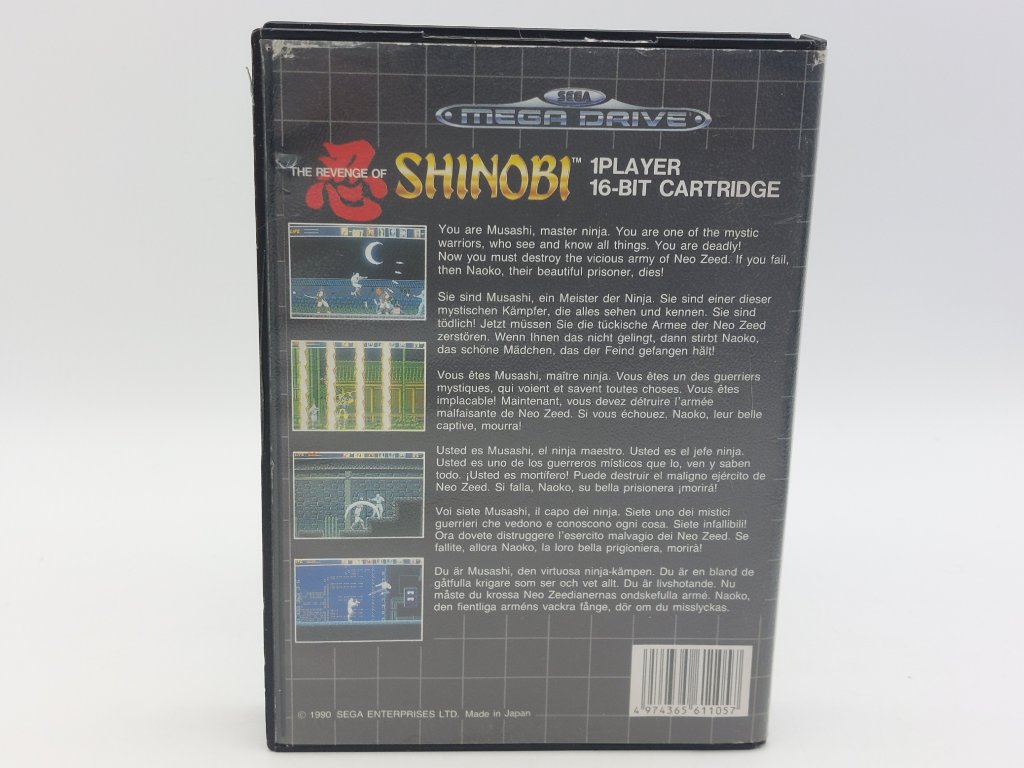 SEGA
MEGA DRIVE
忍
THE REVENGE OF SHINOBI™ 1PLAYER
16-BIT CARTRIDGE
You are Musashi, master ninja. You are one of the mystic
warriors, who see and know all things. You are deadly!
Now you must destroy the vicious army of Neo Zeed. If you fail,
then Naoko, their beautiful prisoner, dies!
Sie sind Musashi, ein Meister der Ninja. Sie sind einer dieser
mystischen Kämpfer, die alles sehen und kennen. Sie sind
tödlich! Jetzt müssen Sie die tückische Armee der Neo Zeed
zerstören. Wenn Ihnen das nicht gelingt, dann stirbt Naoko,
das schöne Mädchen, das der Feind gefangen hält!
Vous êtes Musashi, maître ninja. Vous êtes un des guerriers
mystiques, qui voient et savent toutes choses. Vous êtes
implacable! Maintenant, vous devez détruire l'armée
malfaisante de Neo Zeed. Si vous échouez, Naoko, leur belle
captive, mourra!
Usted es Musashi, el ninja maestro. Usted es el jefe ninja.
Usted es uno de los guerreros místicos que lo, ven y saben
todo. ¡Usted es mortífero! Puede destruir el maligno ejército de
Neo Zeed. Si falla, Naoko, su bella prisionera ¡morirá!
Voi siete Musashi, il capo dei ninja. Siete uno dei mistici
guerrieri che vedono e conoscono ogni cosa. Siete infallibili!
Ora dovete distruggere l'esercito malvagio dei Neo Zeed. Se
fallite, allora Naoko, la loro bella prigioniera, morirà!
Du är Musashi, den virtuosa ninja-kämpen. Du är en bland de
gåtfulla krigare som ser och vet allt. Du är livshotande. Nu
måste du krossa Neo Zeedianernas ondskefulla armé. Naoko,
den fientliga arméns vackra fånge, dör om du misslyckas.
4 974365 611057
© 1990 SEGA ENTERPRISES LTD. Made in Japan